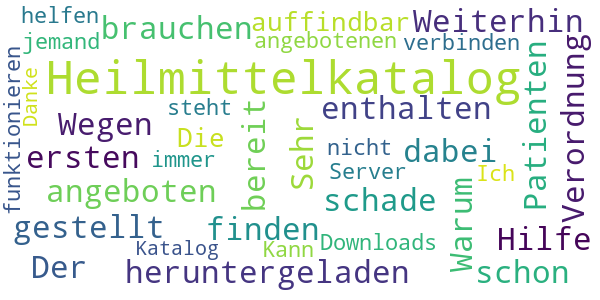 helfen
brauchen
auffindbar
Weiterhin
jemand
angebotenen
verbinden
Heilmittelkatalog
funktionieren
Danke
Wegen
steht
enthalten
Die
bereit
Sehr
ersten
immer
nicht
dabei
Patienten
Verordnung
Server
Ich
angeboten
schade
Warum
gestellt
finden
Hilfe
Katalog
Kann
Downloads
Der
heruntergeladen
schon